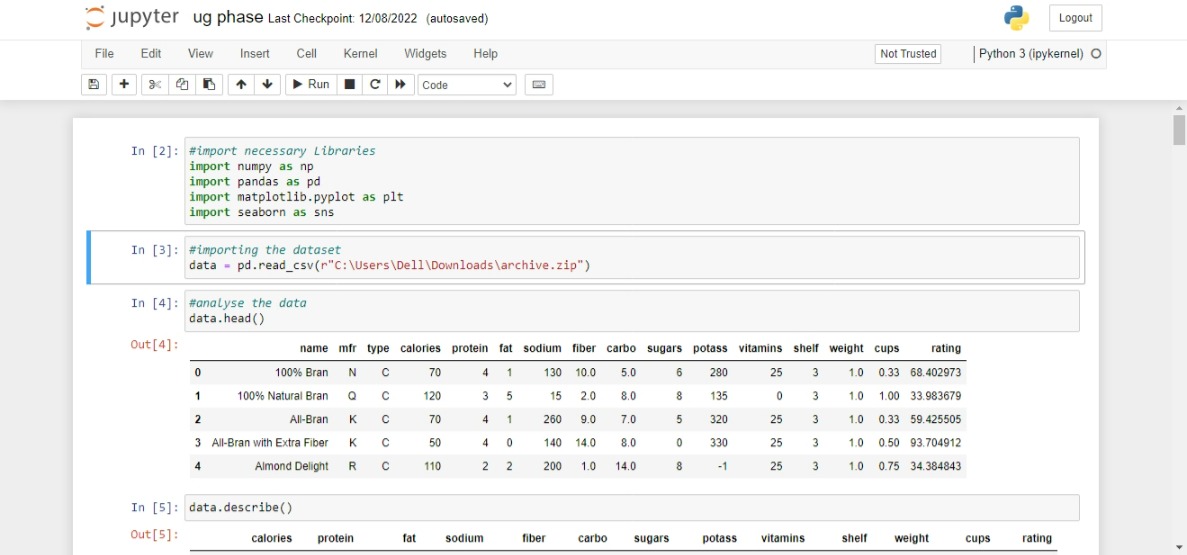 jupyter ug phase Last Checkpoint: 12/08/2022 (autosaved) Logout
File Edit View Insert Cell Kernel Widgets Help Not Trusted Python 3 (ipykernel)
Run Code
In [2]: #import necessary Libraries
import numpy as np
import pandas as pd
import matplotlib.pyplot as plt
import seaborn as sns
In [3]: #importing the dataset
data = pd.read_csv(r"C:\Users\Dell\Downloads\archive.zip")
In [4]: #analyse the data
data.head()
Out[4]:
name mfr type calories protein fat sodium fiber carbo sugars potass vitamins shelf weight cups rating
0 100% Bran N C 70 4 1 130 10.0 5.0 6 280 25 3 1.0 0.33 68.402973
1 100% Natural Bran Q C 120 3 5 15 2.0 8.0 8 135 0 3 1.0 1.00 33.983679
2 All-Bran K C 70 4 1 260 9.0 7.0 5 320 25 3 1.0 0.33 59.425505
3 All-Bran with Extra Fiber K C 50 4 0 140 14.0 8.0 0 330 25 3 1.0 0.50 93.704912
4 Almond Delight R C 110 2 2 200 1.0 14.0 8 -1 25 3 1.0 0.75 34.384843
In [5]: data.describe()
Out[5]:
calories protein fat sodium fiber carbo sugars potass vitamins shelf weight cups rating